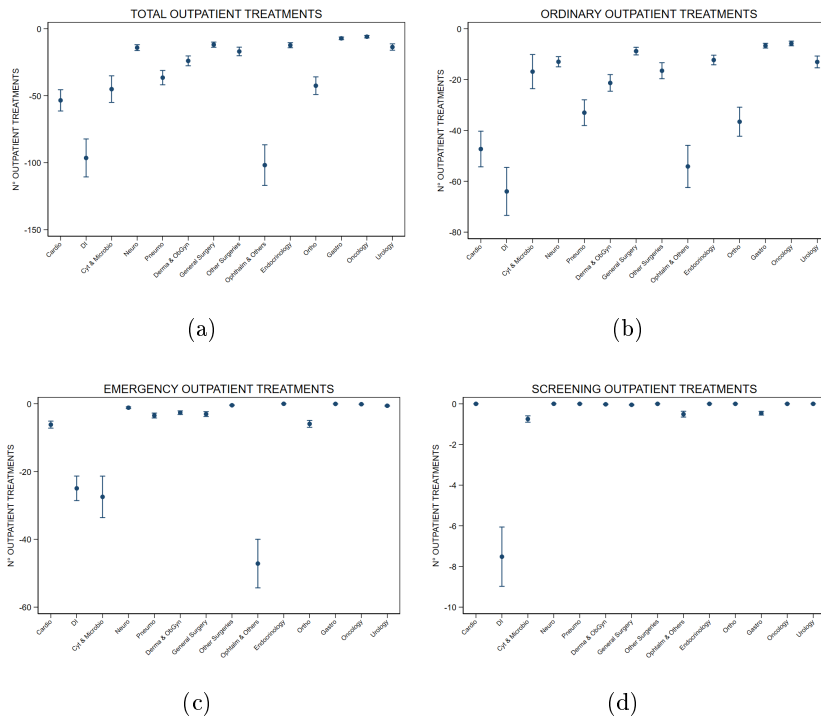 TOTAL OUTPATIENT TREATMENTS
N° OUTPATIENT TREATMENTS
0
-50
-100
-150
Cardio
DI
Cyt & Microbio
Neuro
Pneumo
Derma & ObGyn
General Surgery
Other Surgeries
Ophthalm & Others
Endocrinology
Ortho
Gastro
Oncology
Urology
(a)
ORDINARY OUTPATIENT TREATMENTS
N° OUTPATIENT TREATMENTS
0
-20
-40
-60
-80
Cardio
DI
Cyt & Microbio
Neuro
Pneumo
Derma & ObGyn
General Surgery
Other Surgeries
Ophtalm & Others
Endocrinology
Ortho
Gastro
Oncology
Urology
(b)
EMERGENCY OUTPATIENT TREATMENTS
N° OUTPATIENT TREATMENTS
0
-20
-40
-60
Cardio
DI
Cyt & Microbio
Neuro
Pneumo
Derma & ObGyn
General Surgery
Other Surgeries
Ophtalm & Others
Endocrinology
Ortho
Gastro
Oncology
Urology
(c)
SCREENING OUTPATIENT TREATMENTS
N° OUTPATIENT TREATMENTS
0
-2
-4
-6
-8
-10
Cardio
DI
Cyt & Microbio
Neuro
Pneumo
Derma & ObGyn
General Surgery
Other Surgeries
Ophtalm & Others
Endocrinology
Ortho
Gastro
Oncology
Urology
(d)